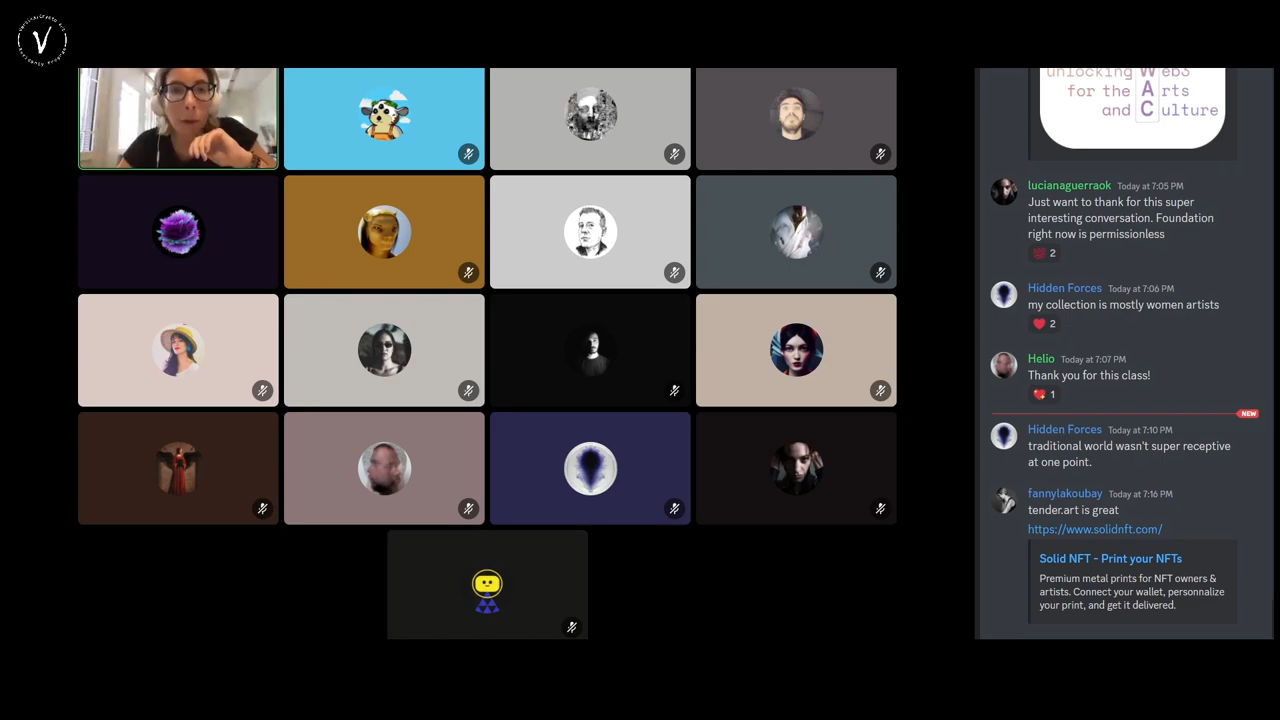 V
unlocking Web3
for the Arts
and Culture
lucianaguerraok Today at 7:05 PM
Just want to thank for this super
interesting conversation. Foundation
right now is permissionless
2
Hidden Forces Today at 7:06 PM
my collection is mostly women artists
2
Helio Today at 7:07 PM
Thank you for this class!
1
NEW
Hidden Forces Today at 7:10 PM
traditional world wasn't super receptive
at one point.
fannylakoubay Today at 7:16 PM
tender.art is great
https://www.solidnft.com/
Solid NFT - Print your NFTs
Premium metal prints for NFT owners &
artists. Connect your wallet, personnalize
your print, and get it delivered.